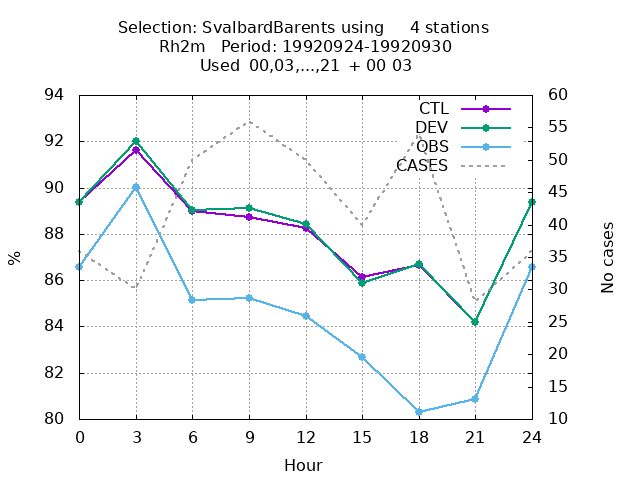 Selection: SvalbardBarents using 4 stations
Rh2m Period: 19920924-19920930
Used 00,03,...,21 + 00 03
94
92
90
88
86
84
82
80
%
60
55
50
45
40
35
30
25
20
15
10
No cases
CTL
DEV
OBS
CASES
0 3 6 9 12 15 18 21 24
Hour